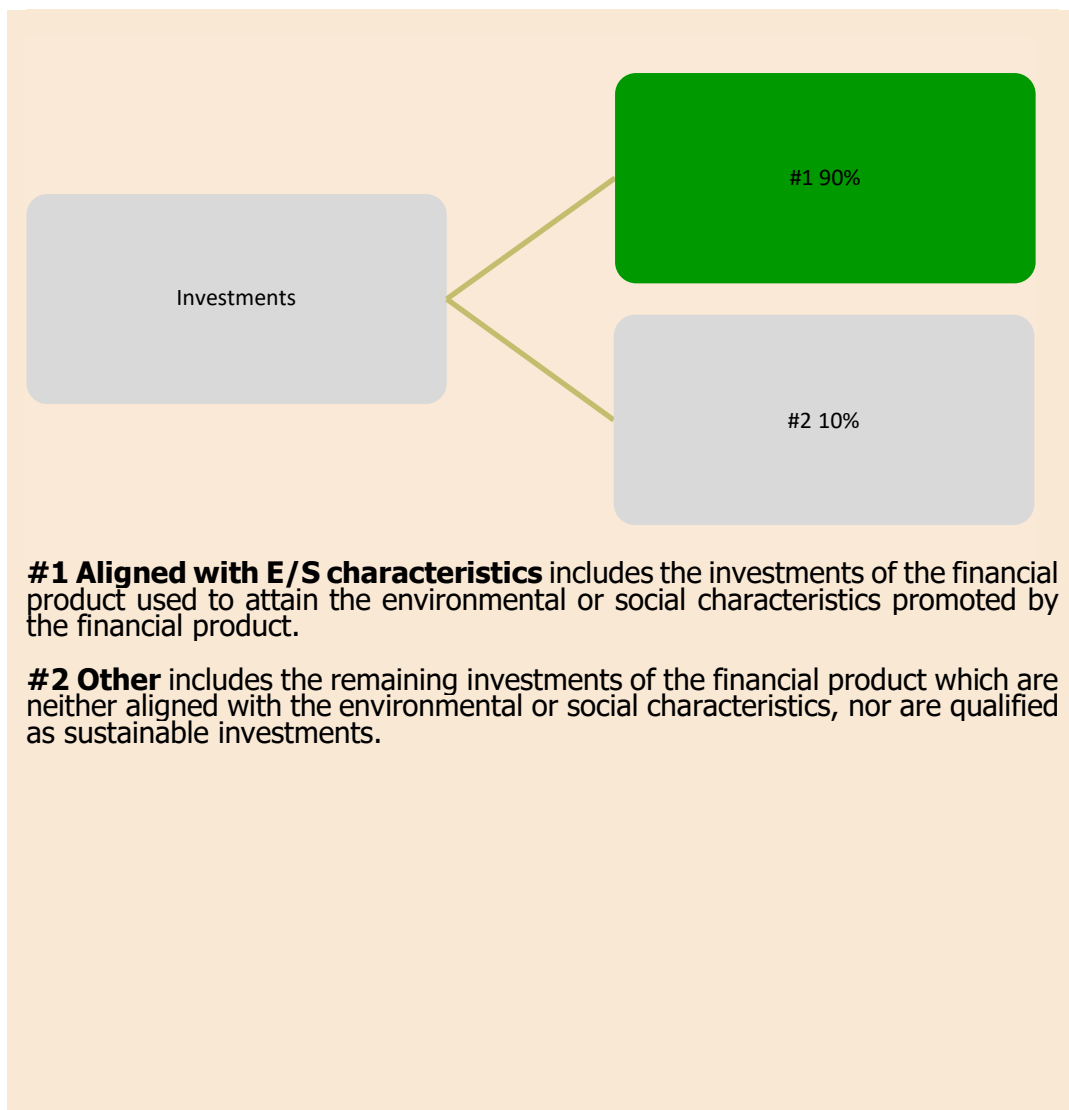 #1 90%
Investments
#2 10%
#1 Aligned with E/S characteristics includes the investments of the financial
product used to attain the environmental or social characteristics promoted by
the financial product.
#2 Other includes the remaining investments of the financial product which are
neither aligned with the environmental or social characteristics, nor are qualified
as sustainable investments.